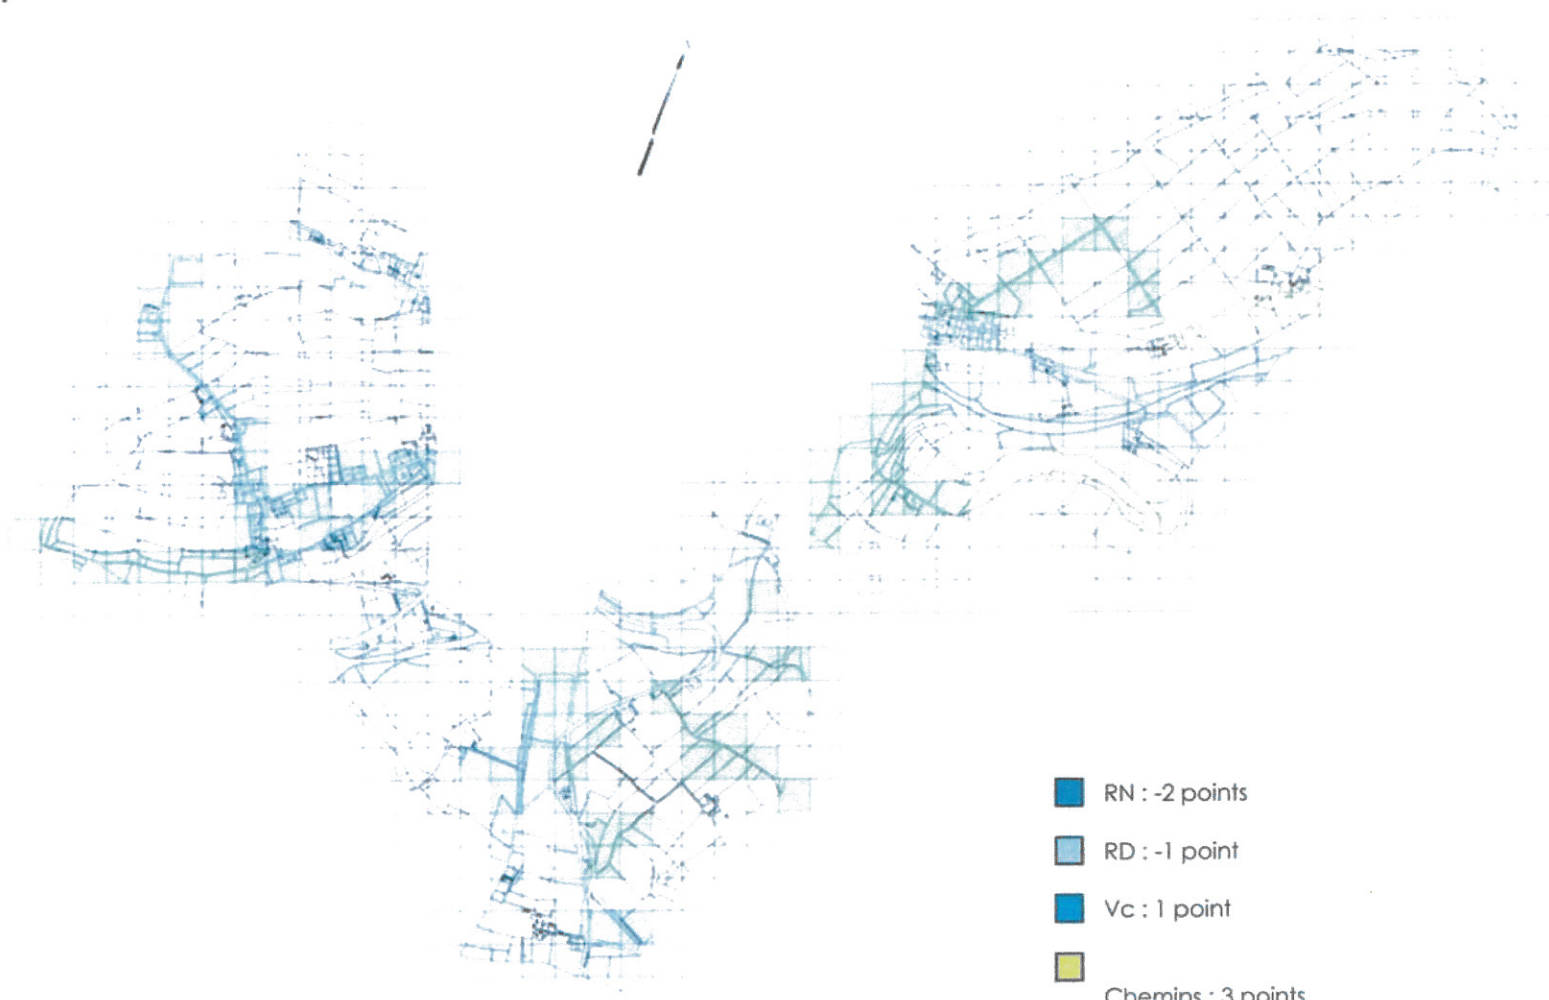 RN : -2 points
RD : -1 point
Vc : 1 point
Chemins : 3 points